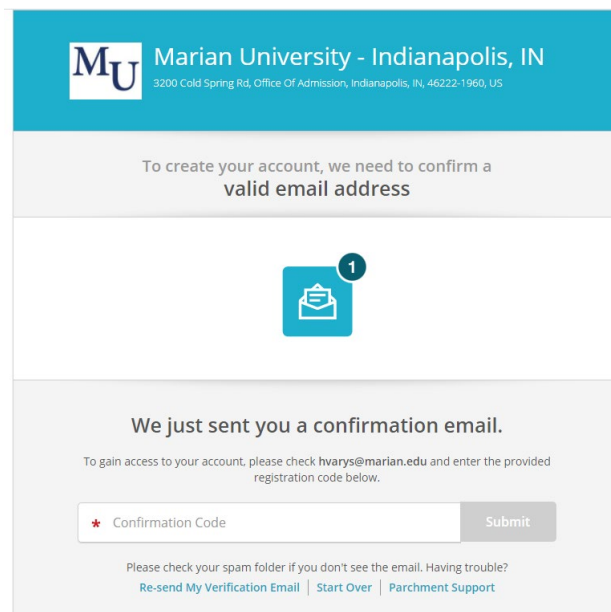 MU
Marian University - Indianapolis, IN
3200 Cold Spring Rd, Office Of Admission, Indianapolis, IN, 46222-1960, US
To create your account, we need to confirm a
valid email address
1
We just sent you a confirmation email.
To gain access to your account, please check hvarys@marian.edu and enter the provided
registration code below.
* Confirmation Code Submit
Please check your spam folder if you don't see the email. Having trouble?
Re-send My Verification Email | Start Over | Parchment Support